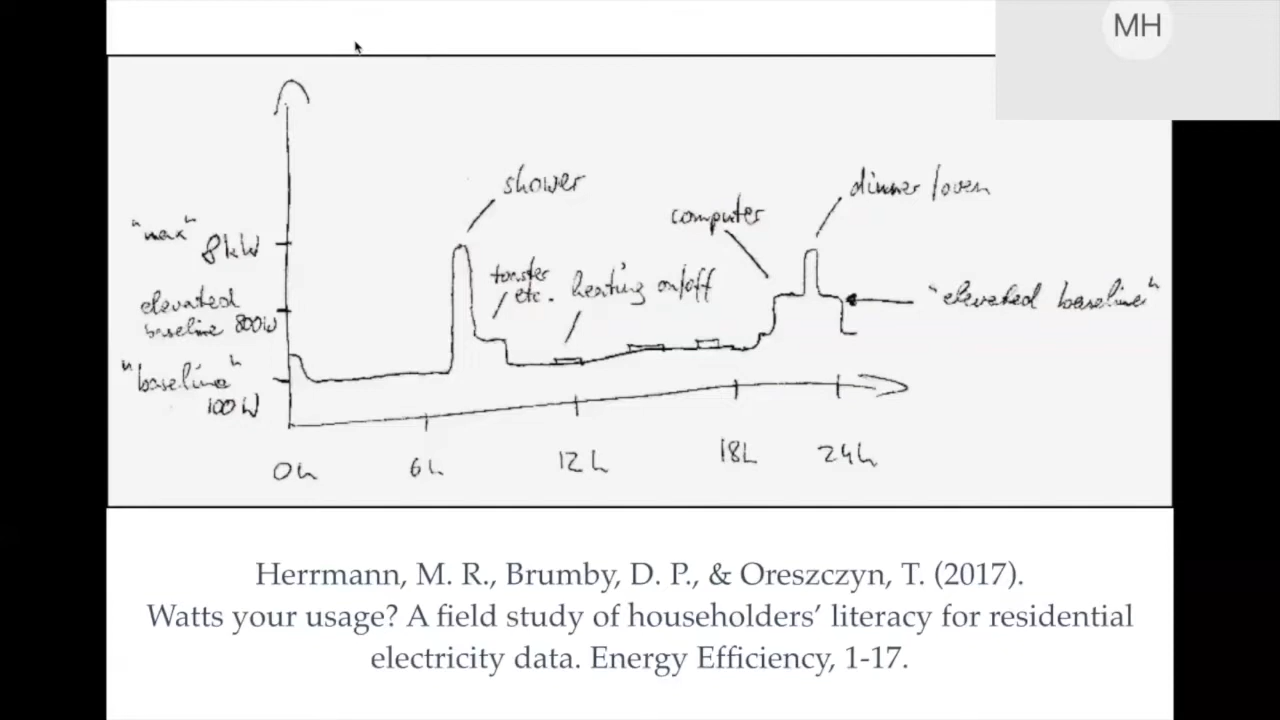 MH
shower
dinner/oven
computer
"max" 8kW
toaster
etc.
heating on/off
elevated
baseline 800W
"elevated baseline"
"baseline"
100W
0h
6h
12h
18h
24h
Herrmann, M. R., Brumby, D. P., & Oreszczyn, T. (2017).
Watts your usage? A field study of householders’ literacy for residential
electricity data. Energy Efficiency, 1-17.